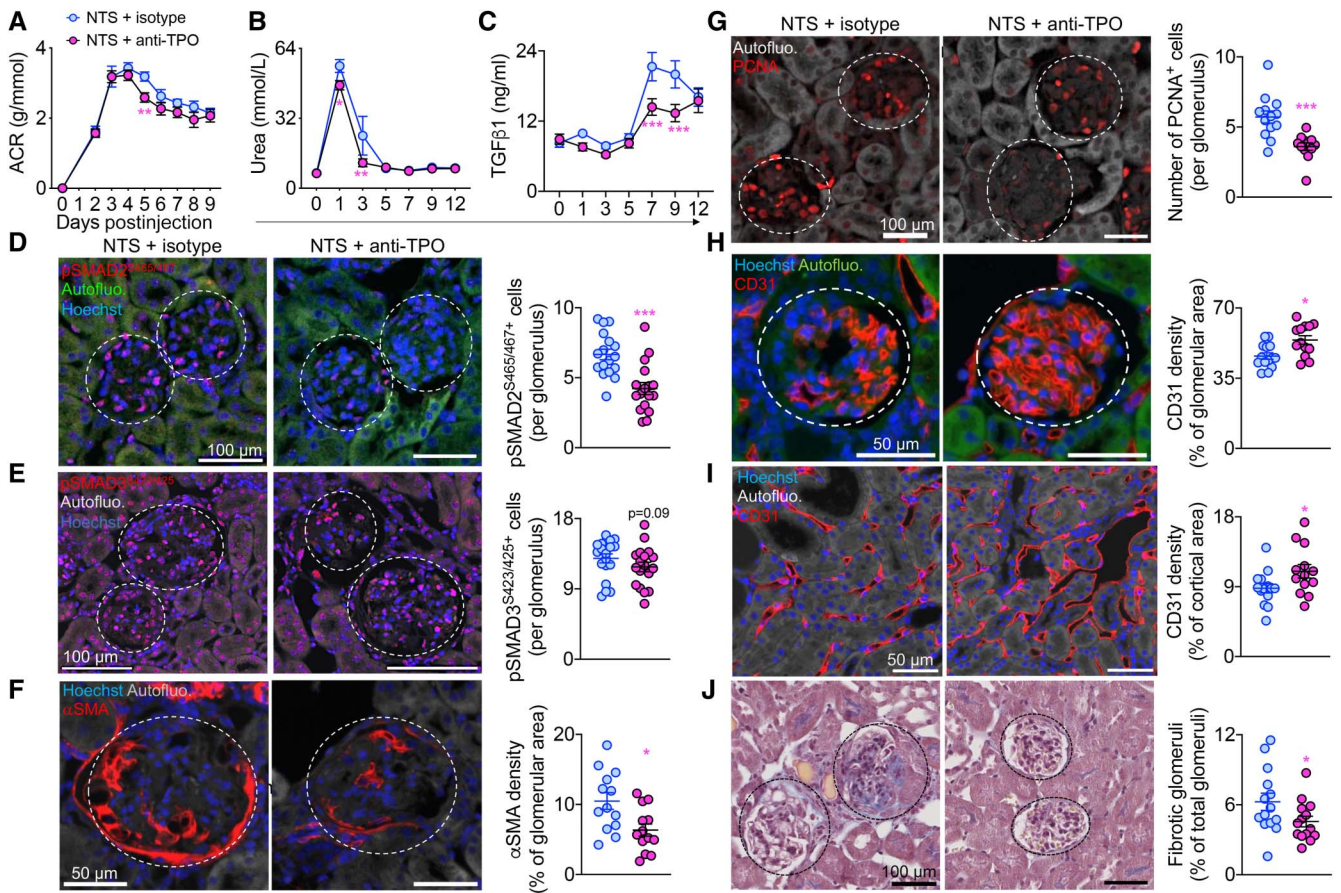 A
NTS + isotype
NTS + anti-TPO
ACR (g/mmol)
4
2
0
0 1 2 3 4 5 6 7 8 9
Days postinjection
**
B
Urea (mmol/L)
64
32
0
0 1 3 5 7 9 12
*
**
C
TGFβ1 (ng/ml)
24
16
8
0
0 1 3 5 7 9 12
***
***
D
NTS + isotype
NTS + anti-TPO
Autofluo.
Hoechst
100 µm
pSMAD2S465/467+ cells
(per glomerulus)
10
5
0
***
E
Autofluo.
Hoechst
100 µm
pSMAD3S423/425+ cells
(per glomerulus)
18
9
0
p=0.09
F
Hoechst Autofluo.
αSMA
50 µm
αSMA density
(% of glomerular area)
20
10
0
*
G
NTS + isotype
NTS + anti-TPO
Autofluo.
PCNA
100 µm
Number of PCNA+ cells
(per glomerulus)
10
5
0
***
H
Hoechst Autofluo.
CD31
50 µm
CD31 density
(% of glomerular area)
70
35
0
*
I
Hoechst
Autofluo.
CD31
50 µm
CD31 density
(% of cortical area)
18
9
0
*
J
100 µm
Fibrotic glomeruli
(% of total glomeruli)
12
6
0
*